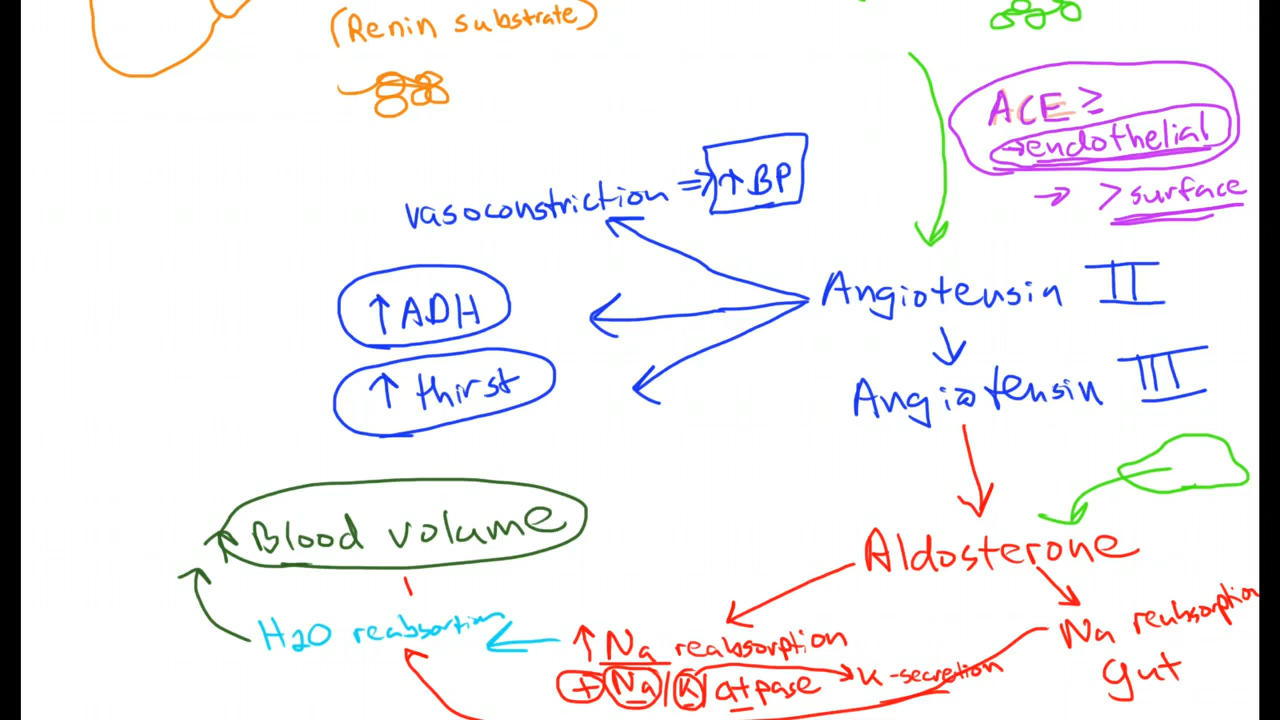 (Renin substrate)
ACE ≥
→endothelial
→ > surface
vasoconstriction ⇒ ↑ BP
Angiotensin II
↑ ADH
↑ thirst
Angiotensin III
↑ Blood volume
Aldosterone
H2O reabsortion
↑ Na reabsorption
+ Na/K/atpase → K-secretion
Na reabsorption
gut